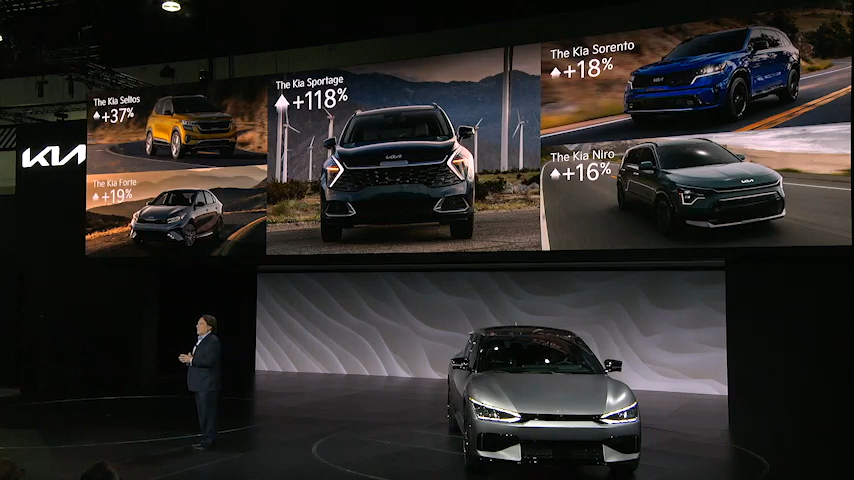 KIA
The Kia Seltos
+37%
The Kia Forte
+19%
The Kia Sportage
+118%
The Kia Sorento
+18%
The Kia Niro
+16%